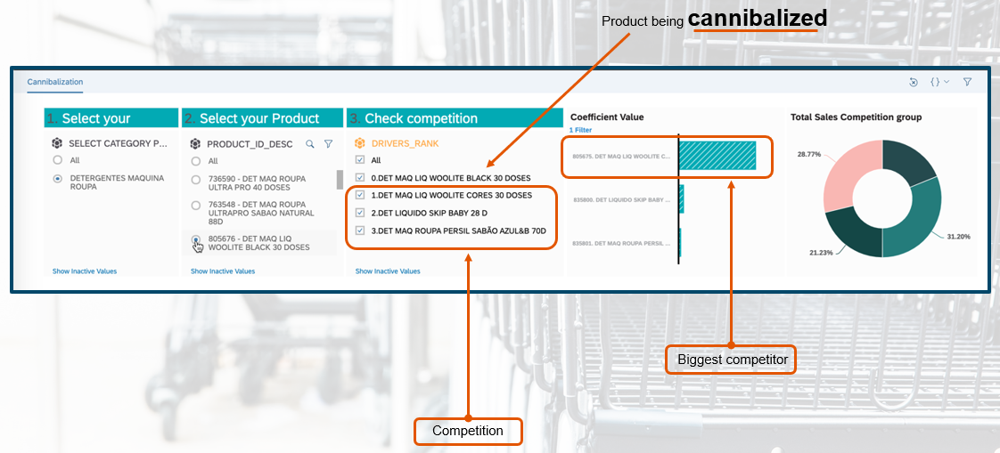 Product being cannibalized
Cannibalization
{ }
1. Select your
SELECT CATEGORY P...
All
DETERGENTES MAQUINA
ROUPA
Show Inactive Values
2. Select your Product
PRODUCT_ID_DESC
All
736590 - DET MAQ ROUPA
ULTRA PRO 40 DOSES
763548 - DET MAQ ROUPA
ULTRAPRO SABAO NATURAL
88D
805676 - DET MAQ LIQ
WOOLITE BLACK 30 DOSES
Show Inactive Values
3. Check competition
DRIVERS_RANK
All
0.DET MAQ LIQ WOOLITE BLACK 30 DOSES
1.DET MAQ LIQ WOOLITE CORES 30 DOSES
2.DET LIQUIDO SKIP BABY 28 D
3.DET MAQ ROUPA PERSIL SABÃO AZUL&B 70D
Show Inactive Values
Coefficient Value
1 Filter
805675. DET MAQ LIQ WOOLITE C...
835800. DET LIQUIDO SKIP BABY ...
835801. DET MAQ ROUPA PERSIL ...
Total Sales Competition group
28.77%
31.20%
21.23%
Biggest competitor
Competition